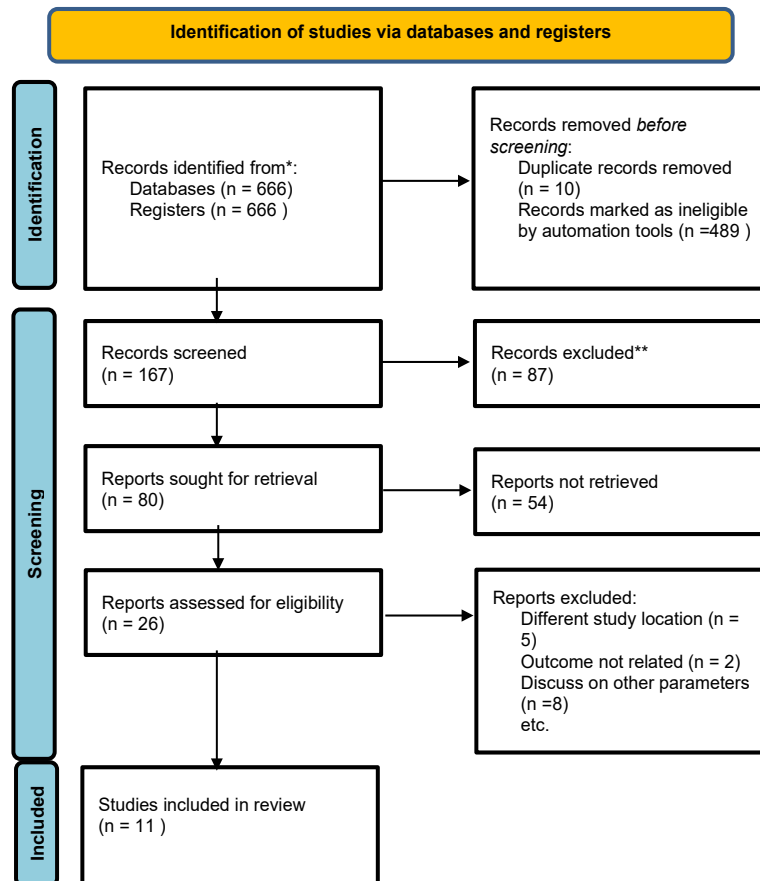 Identification of studies via databases and registers
Identification
Records identified from*:
Databases (n = 666)
Registers (n = 666 )
Records removed before
screening:
Duplicate records removed
(n = 10)
Records marked as ineligible
by automation tools (n =489 )
Screening
Records screened
(n = 167)
Records excluded**
(n = 87)
Reports sought for retrieval
(n = 80)
Reports not retrieved
(n = 54)
Reports assessed for eligibility
(n = 26)
Reports excluded:
Different study location (n =
5)
Outcome not related (n = 2)
Discuss on other parameters
(n =8)
etc.
Included
Studies included in review
(n = 11 )